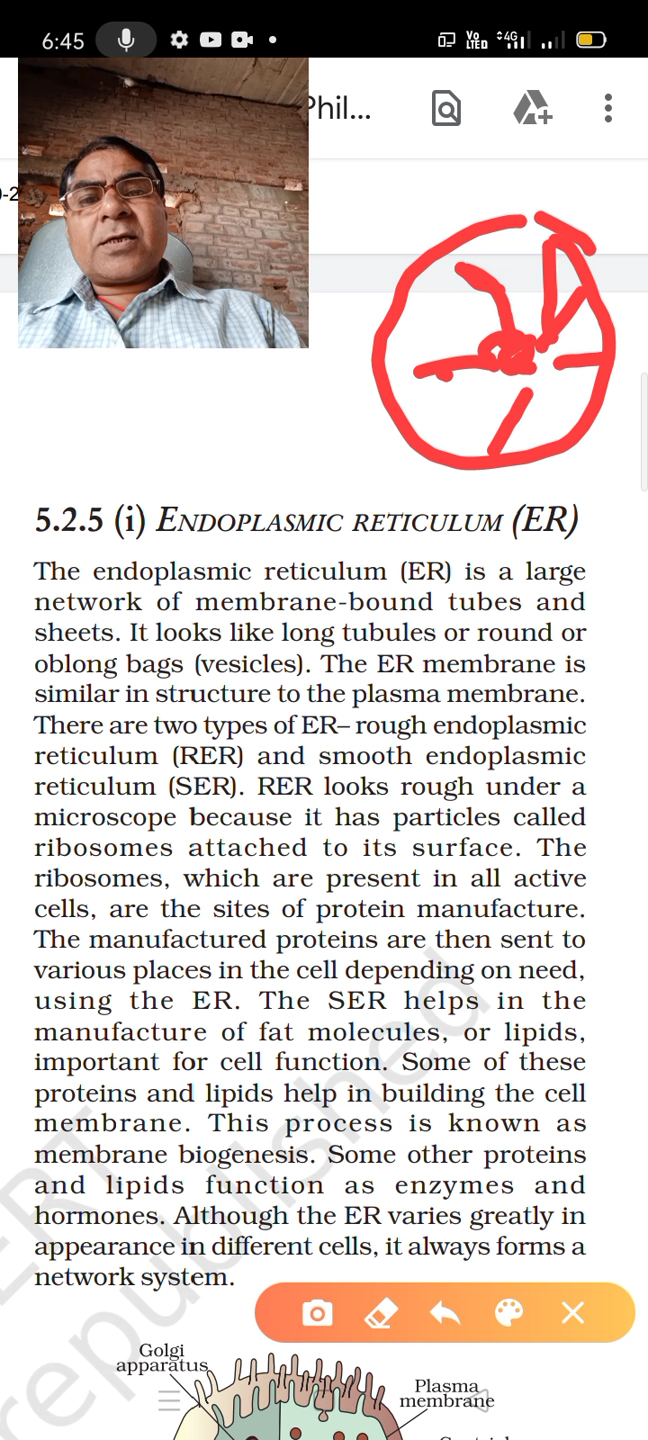 6:45
Vo
LTED
4G
Phil...
5.2.5 (i) ENDOPLASMIC RETICULUM (ER)
The endoplasmic reticulum (ER) is a large
network of membrane-bound tubes and
sheets. It looks like long tubules or round or
oblong bags (vesicles). The ER membrane is
similar in structure to the plasma membrane.
There are two types of ER– rough endoplasmic
reticulum (RER) and smooth endoplasmic
reticulum (SER). RER looks rough under a
microscope because it has particles called
ribosomes attached to its surface. The
ribosomes, which are present in all active
cells, are the sites of protein manufacture.
The manufactured proteins are then sent to
various places in the cell depending on need,
using the ER. The SER helps in the
manufacture of fat molecules, or lipids,
important for cell function. Some of these
proteins and lipids help in building the cell
membrane. This process is known as
membrane biogenesis. Some other proteins
and lipids function as enzymes and
hormones. Although the ER varies greatly in
appearance in different cells, it always forms a
network system.
Golgi
apparatus
Plasma
membrane
republished